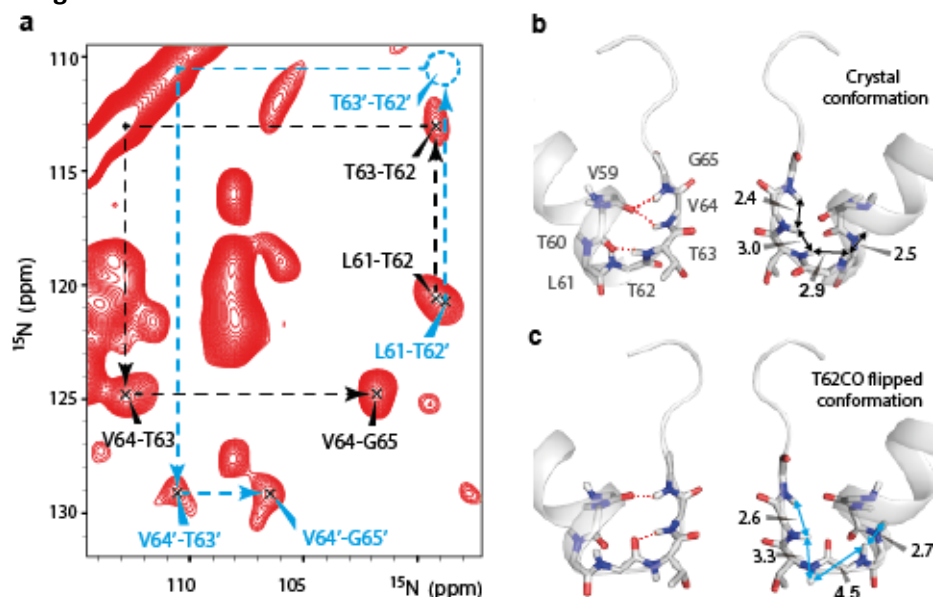 a
109.5
115
120
125
130
15N (ppm)
110
105
15N (ppm)
T63'-T62'
T63-T62
L61-T62
L61-T62'
V64-T63
V64-G65
V64'-T63'
V64'-G65'
b
Crystal
conformation
V59
G65
V64
T60
T63
L61
T62
2.4
3.0
2.9
2.5
c
T62CO flipped
conformation
2.6
3.3
4.5
2.7